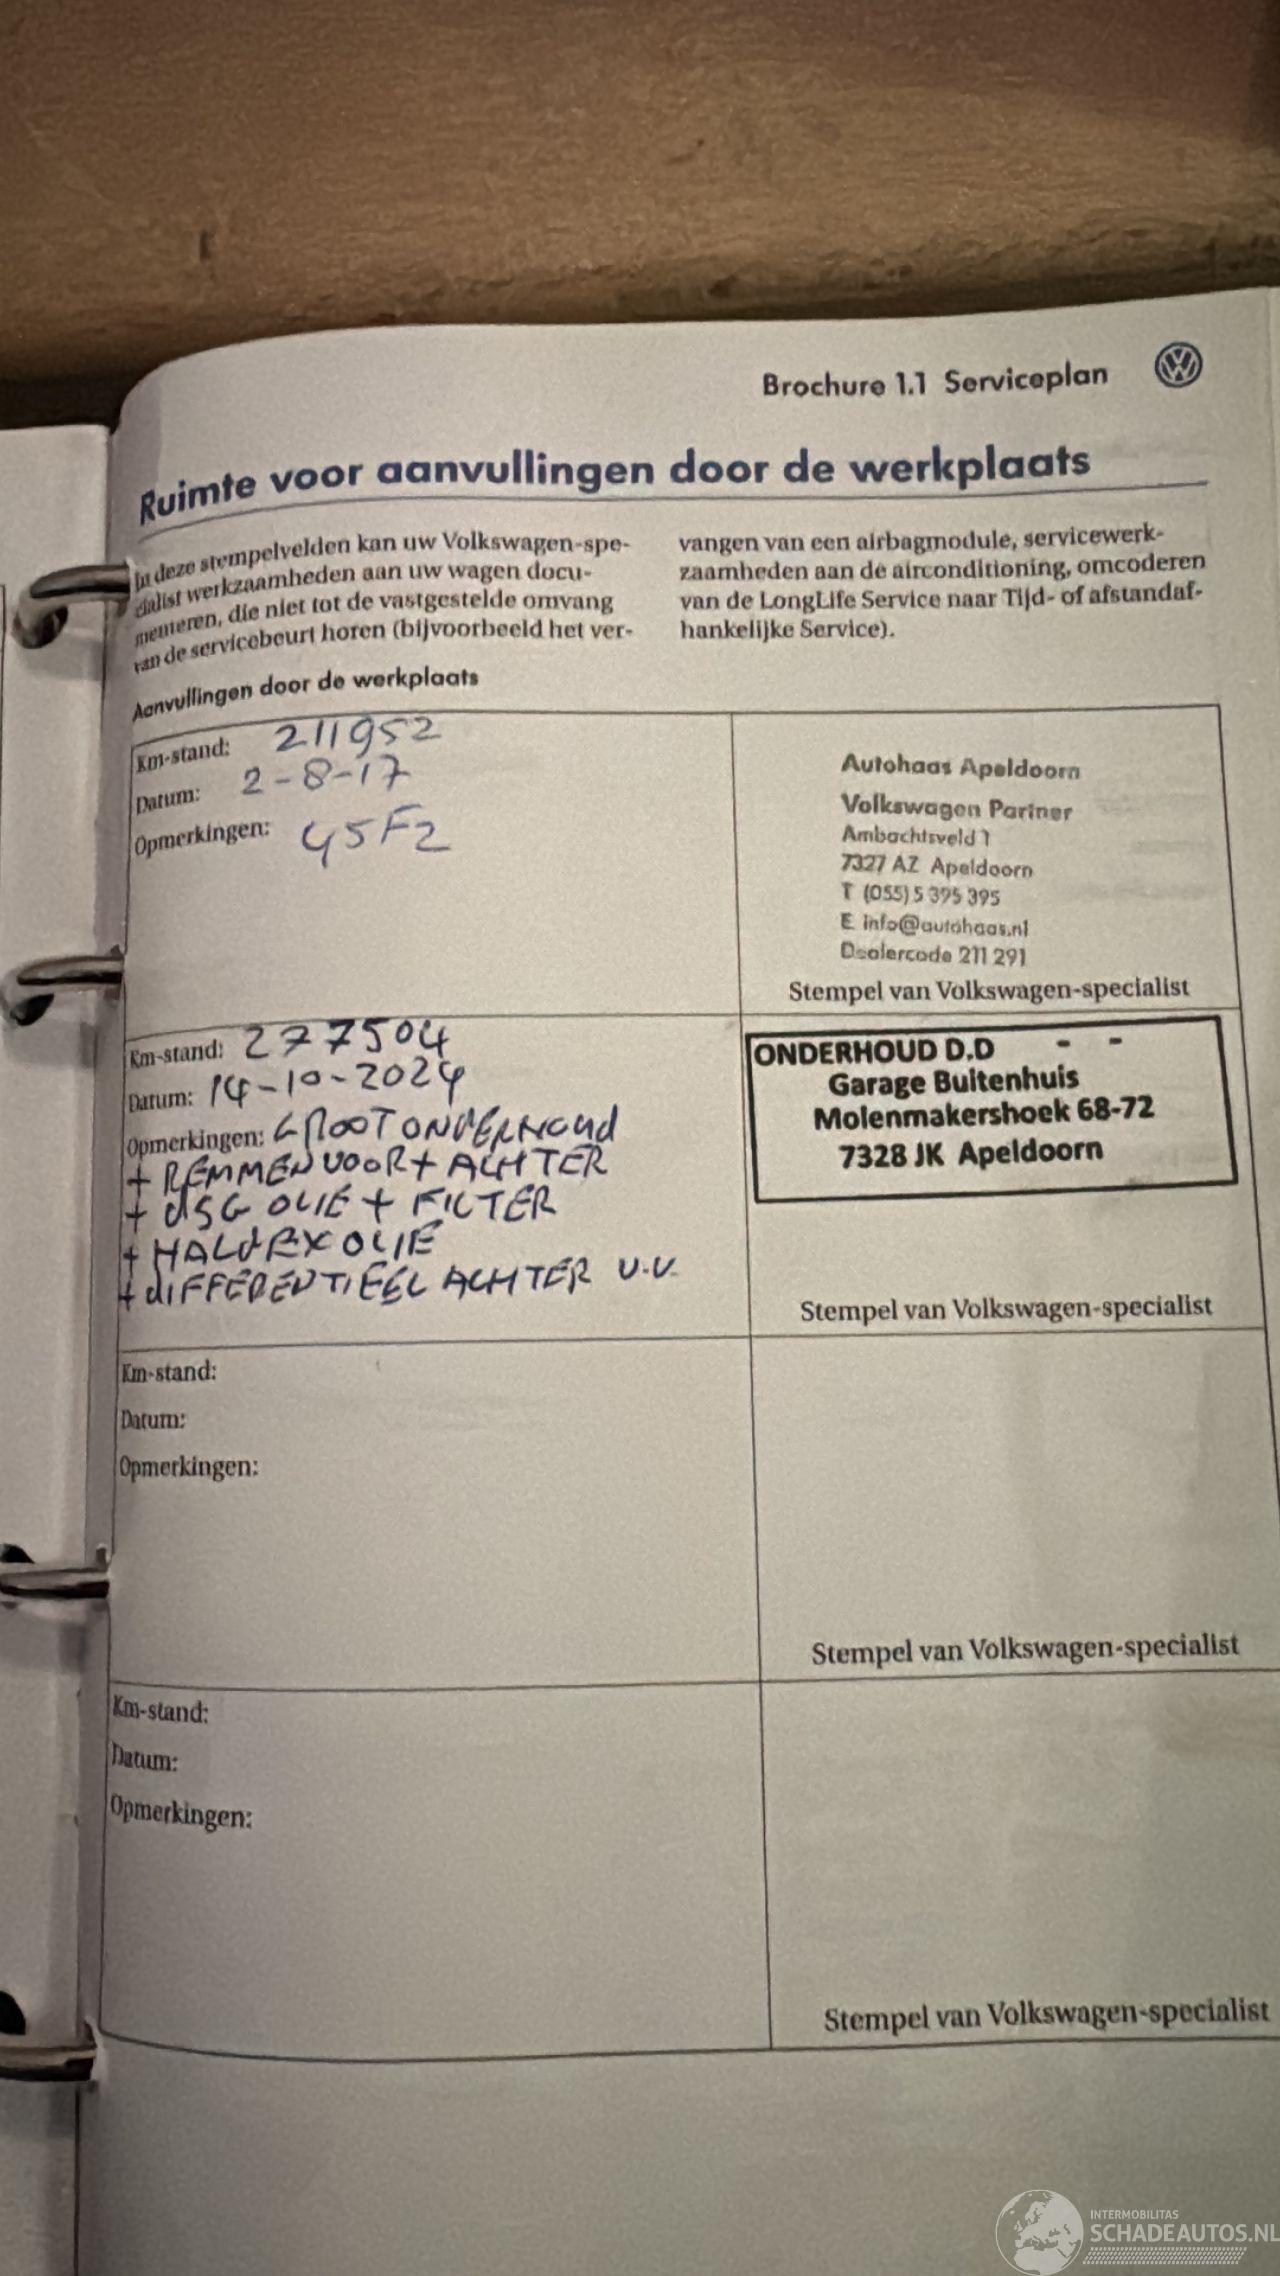 Brochure 1.1 Serviceplan
Ruimte voor aanvullingen door de werkplaats
In deze stempelvelden kan uw Volkswagen-spe-
cialist werkzaamheden aan uw wagen docu-
menteren, die niet tot de vastgestelde omvang
van de servicebeurt horen (bijvoorbeeld het ver-
vangen van een airbagmodule, servicewerk-
zaamheden aan de airconditioning, omcoderen
van de LongLife Service naar Tijd- of afstandaf-
hankelijke Service).
Aanvullingen door de werkplaats
Km-stand: 211952
Datum: 2-8-17
Opmerkingen: 45F2
Autohaas Apeldoorn
Volkswagen Partner
Ambachtsveld 1
7327 AZ Apeldoorn
T (055) 5 395 395
E info@autohaas.nl
Dealercode 211 291
Stempel van Volkswagen-specialist
Km-stand: 277504
Datum: 14-10-2024
Opmerkingen: GROOT ONDERHOUD
+ REMMEN VOOR + ACHTER
+ DSG OLIE + FILTER
+ HALDEX OLIE
+ DIFFERENTIEEL ACHTER V.V.
ONDERHOUD D.D - -
Garage Buitenhuis
Molenmakershoek 68-72
7328 JK Apeldoorn
Stempel van Volkswagen-specialist
Km-stand:
Datum:
Opmerkingen:
Stempel van Volkswagen-specialist
Km-stand:
Datum:
Opmerkingen:
Stempel van Volkswagen-specialist
INTERMOBILITAS
SCHADEAUTOS.NL